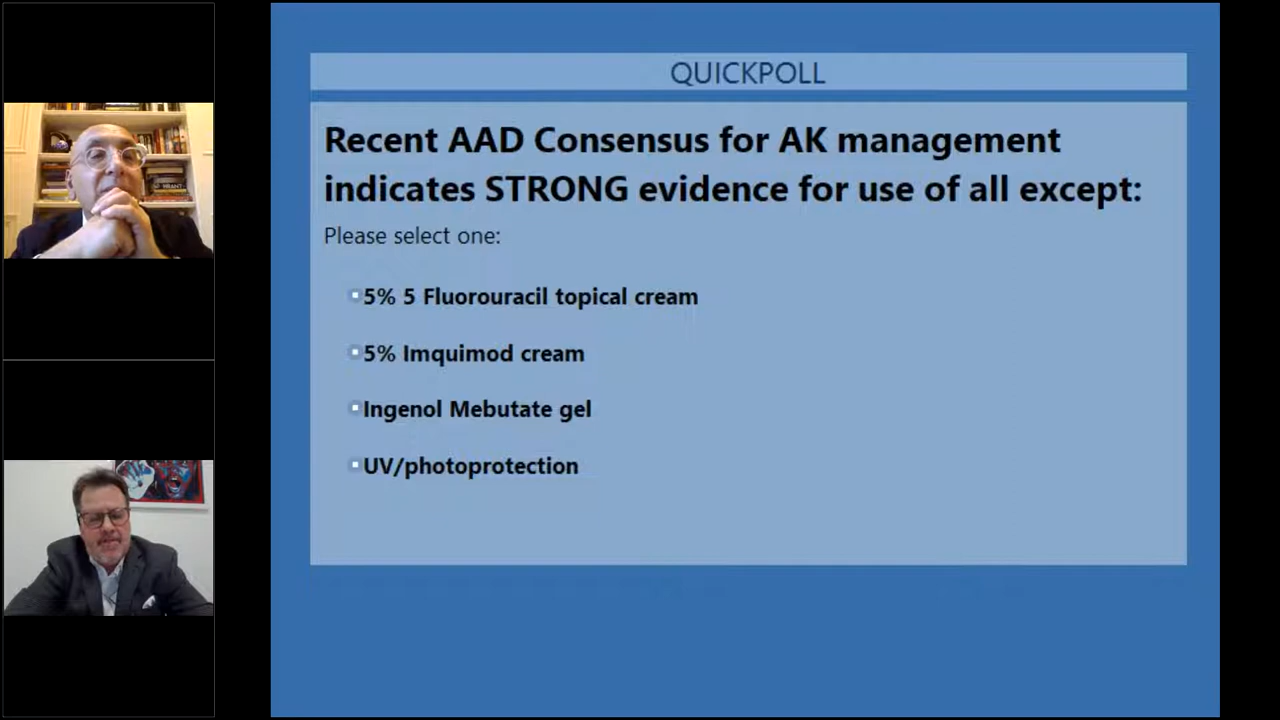 QUICKPOLL
Recent AAD Consensus for AK management
indicates STRONG evidence for use of all except:
Please select one:
5% 5 Fluorouracil topical cream
5% Imquimod cream
Ingenol Mebutate gel
UV/photoprotection